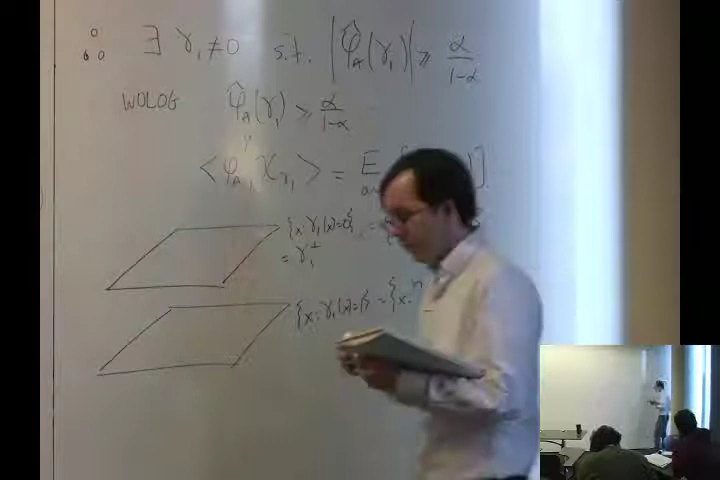 ∴ ∃ γ₁ ≠ 0 s.t. |φ̂_A(γ₁)| ≥ α/(1-α)
WOLOG φ̂_A(γ₁) ≥ α/(1-α)
"
<φ_A, χ_γ₁> = E [ ]
{x: γ₁(x)=0} =
= γ₁^⊥
{x: γ₁(x)=1} = {x: